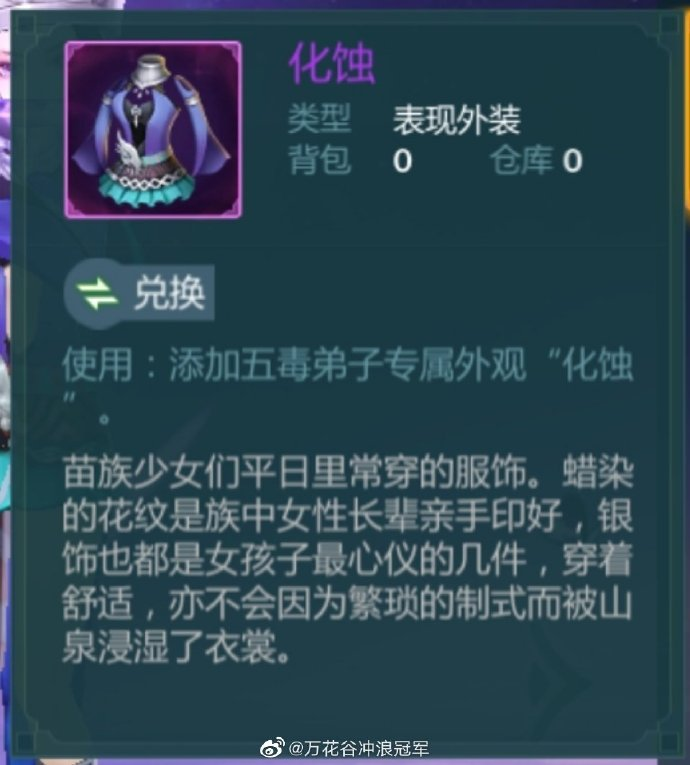 化蚀
类型 表现外装
背包 0 仓库 0
兑换
使用：添加五毒弟子专属外观“化蚀
”。
苗族少女们平日里常穿的服饰。蜡染
的花纹是族中女性长辈亲手印好，银
饰也都是女孩子最心仪的几件，穿着
舒适，亦不会因为繁琐的制式而被山
泉浸湿了衣裳。
@万花谷冲浪冠军